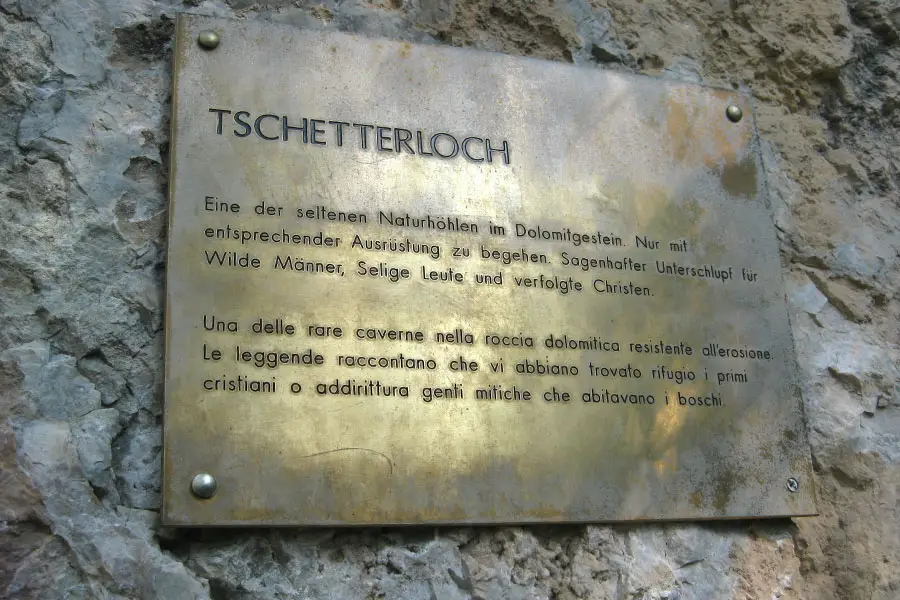 TSCHETTERLOCH
Eine der seltenen Naturhöhlen im Dolomitgestein. Nur mit
entsprechender Ausrüstung zu begehen. Sagenhafter Unterschlupf für
Wilde Männer, Selige Leute und verfolgte Christen.
Una delle rare caverne nella roccia dolomitica resistente all'erosione.
Le leggende raccontano che vi abbiano trovato rifugio i primi
cristiani o addirittura genti mitiche che abitavano i boschi.